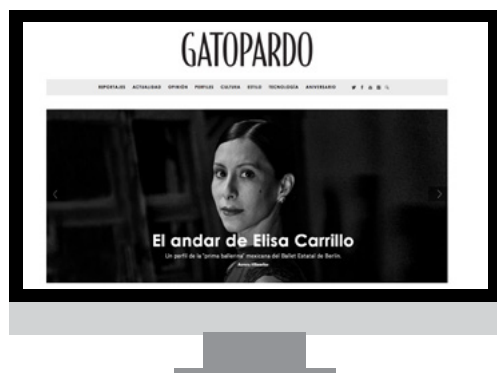 GATOPARDO
REPORTAJES ACTUALIDAD OPINIÓN PERFILES CULTURA ESTILO TECNOLOGÍA ANIVERSARIO
El andar de Elisa Carrillo
Un perfil de la "prima ballerina" mexicana del Ballet Estatal de Berlín.